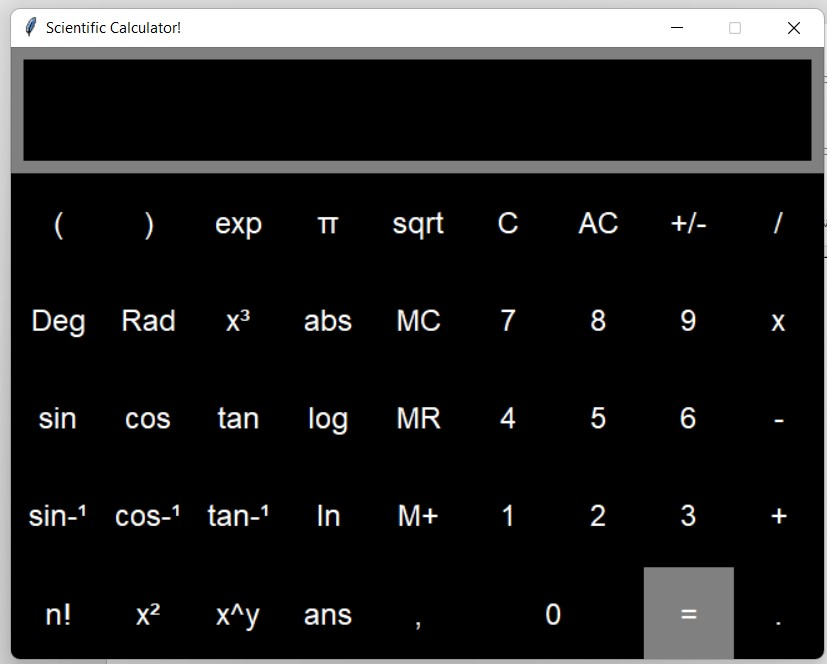 Scientific Calculator!
( ) exp π sqrt C AC +/- /
Deg Rad x³ abs MC 7 8 9 x
sin cos tan log MR 4 5 6 -
sin-¹ cos-¹ tan-¹ ln M+ 1 2 3 +
n! x² x^y ans , 0 = .